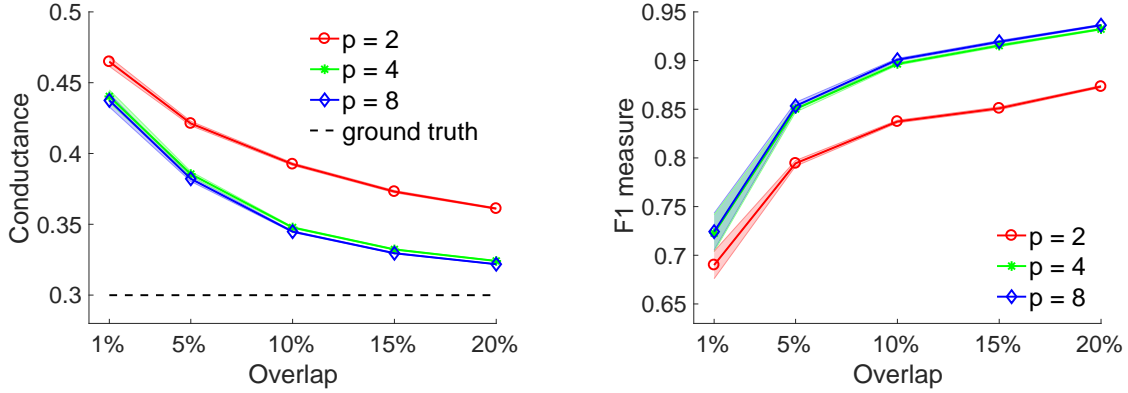 0.5
0.45
0.4
0.35
0.3
Conductance
p = 2
p = 4
p = 8
ground truth
1% 5% 10% 15% 20%
Overlap
0.95
0.9
0.85
0.8
0.75
0.7
0.65
F1 measure
p = 2
p = 4
p = 8
1% 5% 10% 15% 20%
Overlap